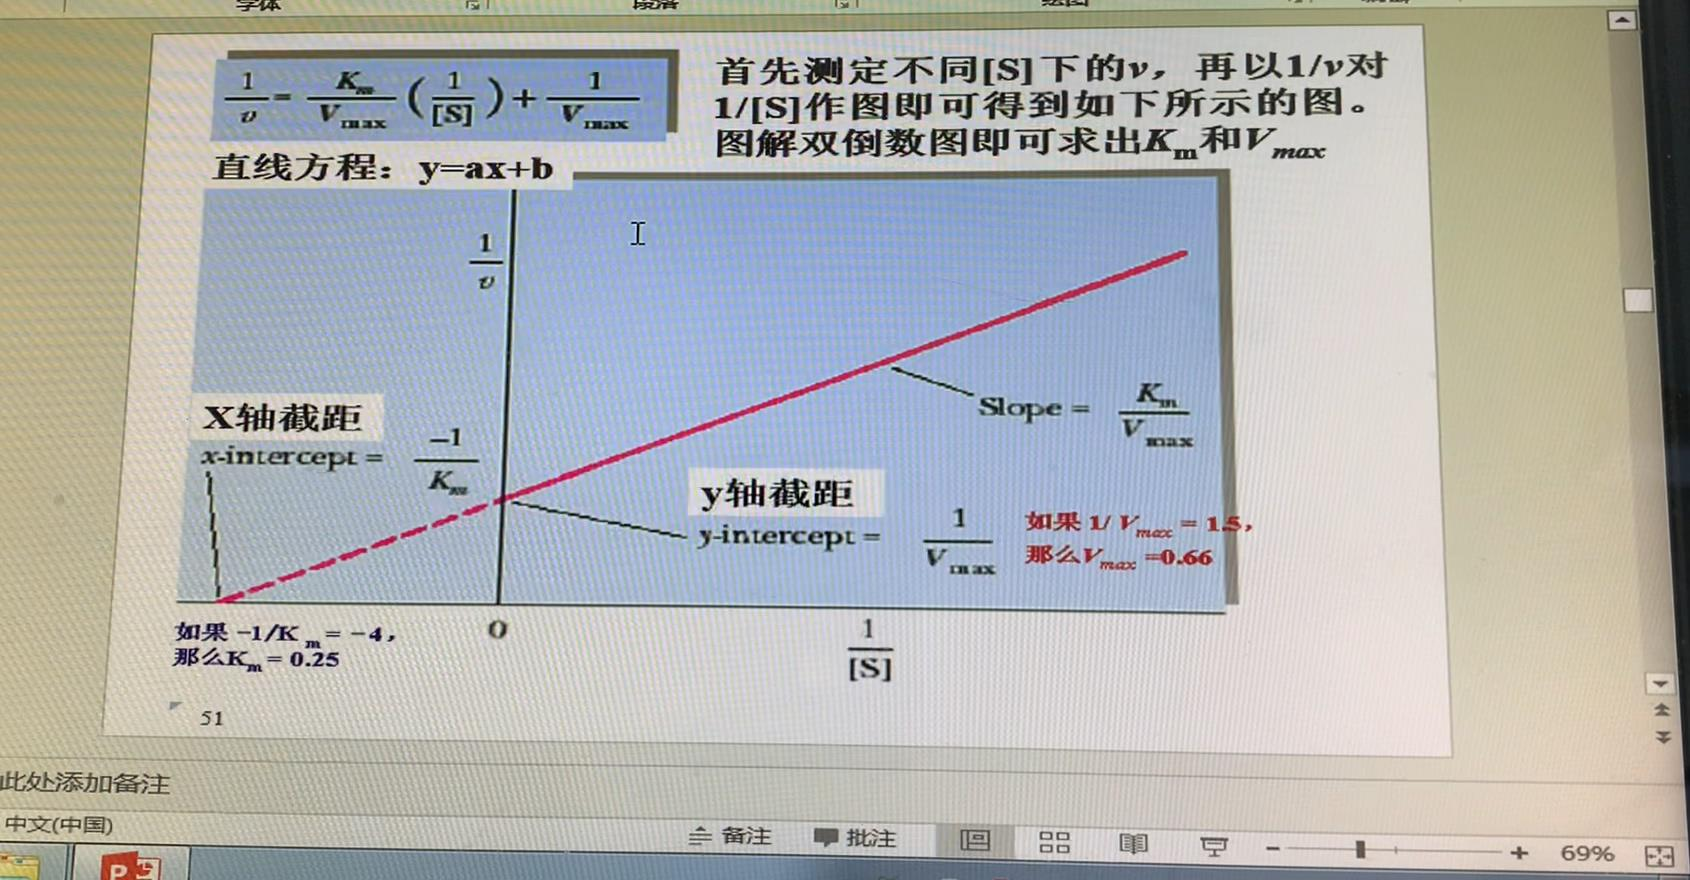 字体
段落
绘图
1/υ = Km/Vmax (1/[S]) + 1/Vmax
直线方程：y=ax+b
首先测定不同[S]下的v，再以1/v对
1/[S]作图即可得到如下所示的图。
图解双倒数图即可求出Km和Vmax
1/υ
X轴截距
x-intercept = -1/Km
Slope = Km/Vmax
y轴截距
y-intercept = 1/Vmax
如果 1/ Vmax = 1.5，
那么Vmax =0.66
如果 -1/Km = -4，
那么Km = 0.25
0
1/[S]
51
此处添加备注
中文(中国)
备注
批注
69%